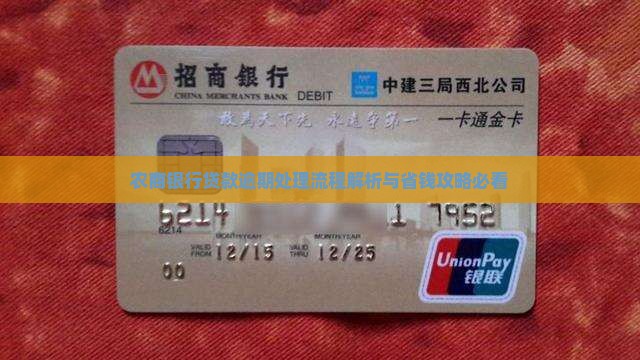 招商銀行
CHINA MERCHANTS BANK DEBIT
中建三局西北公司
敢为天下先 永远争第一
一卡通金卡
农商银行贷款逾期处理流程解析与省钱攻略必看
6214 1 7952
6214
MONTH/YEAR MONTH/YEAR
VALID FROM 12/15 VALID THRU 12/25
00
UnionPay
银联